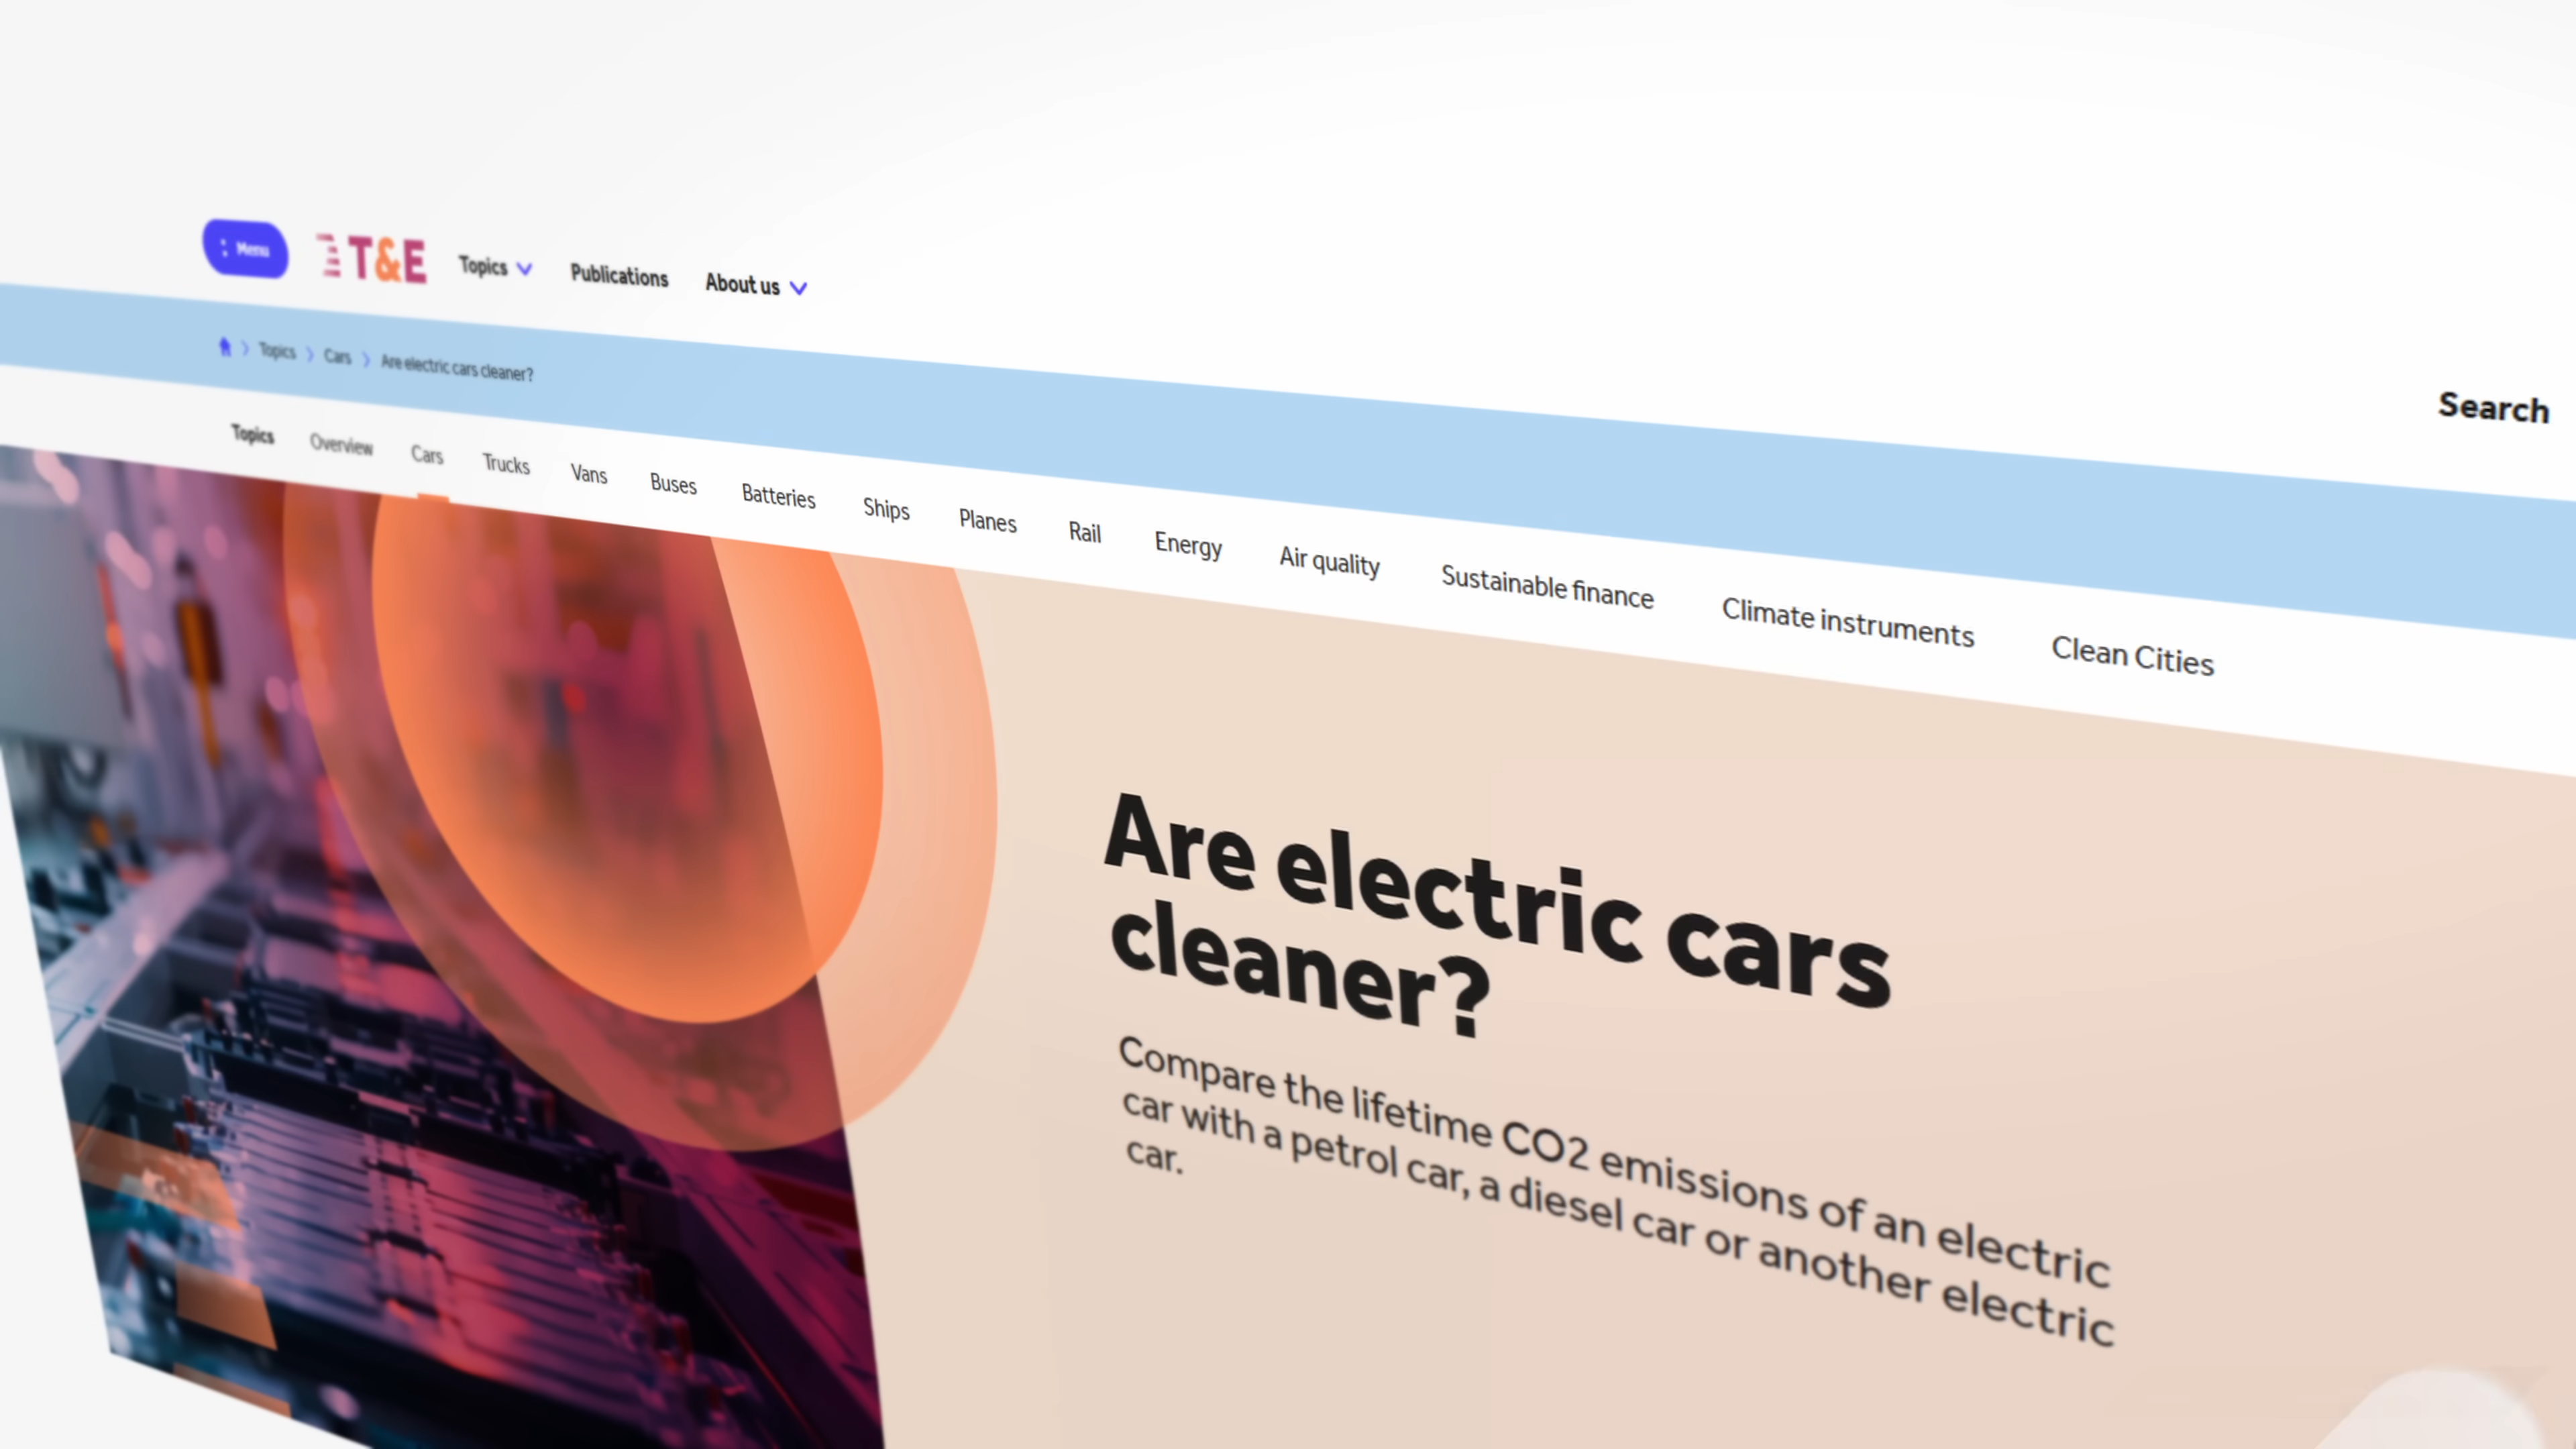 Menu
T&E
Topics
Publications
About us
Search
Topics
Cars
Are electric cars cleaner?
Topics
Overview
Cars
Trucks
Vans
Buses
Batteries
Ships
Planes
Rail
Energy
Air quality
Sustainable finance
Climate instruments
Clean Cities
Are electric cars
cleaner?
Compare the lifetime CO2 emissions of an electric
car with a petrol car, a diesel car or another electric
car.